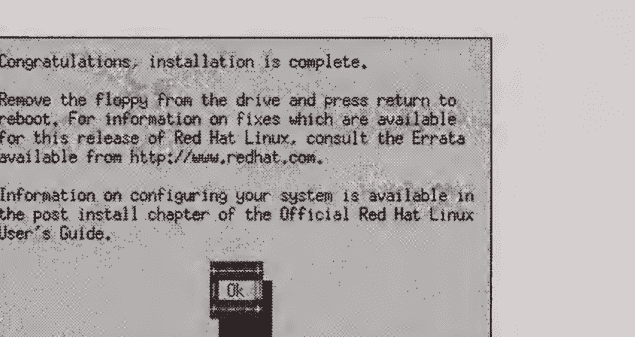 Congratulations, installation is complete.
Remove the floppy from the drive and press return to
reboot. For information on fixes which are available
for this release of Red Hat Linux, consult the Errata
available from http://www.redhat.com.
Information on configuring your system is available in
the post install chapter of the Official Red Hat Linux
User's Guide.
Ok